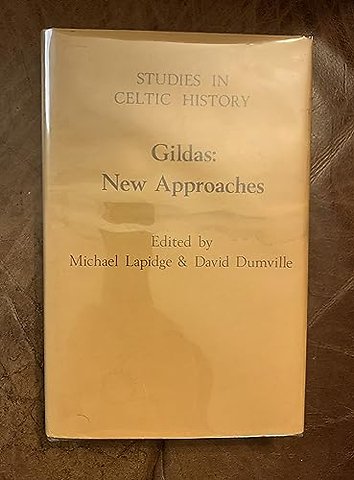 STUDIES IN
CELTIC HISTORY
Gildas:
New Approaches
Edited by
Michael Lapidge & David Dumville